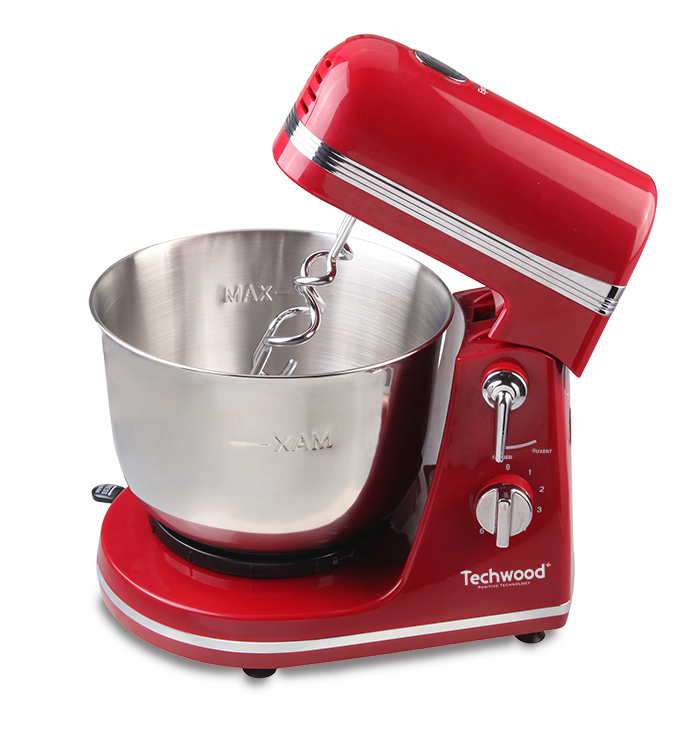 MAX
XAM
OUVERT
0
1
2
3
6
Techwood
POSITIVE TECHNOLOGY